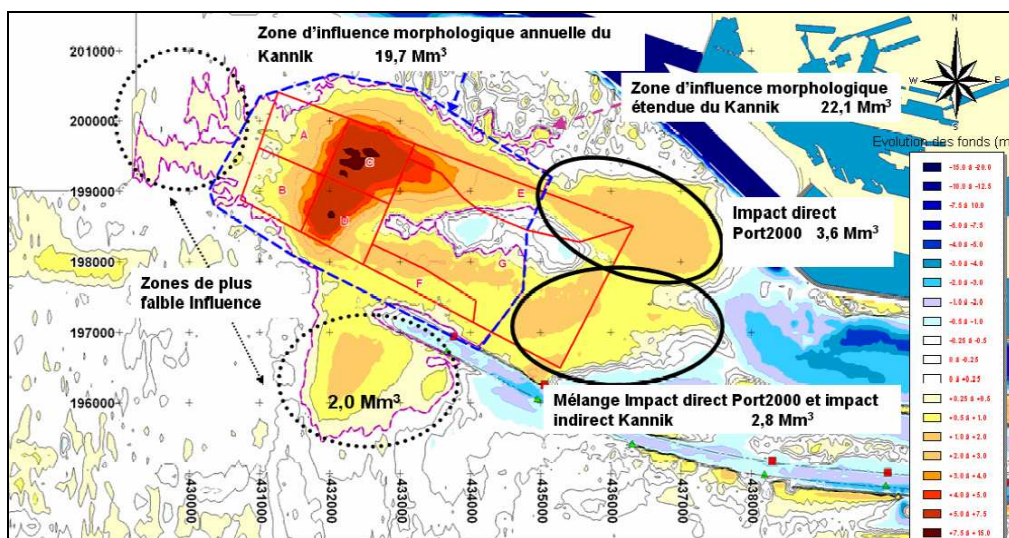 Zone d'influence morphologique annuelle du
Kannik 19,7 Mm³
Zone d'influence morphologique
étendue du Kannik 22,1 Mm³
N
W E
S
Evolution des fonds (m
201000
200000
199000
198000
197000
196000
A
B
E
F
G
Impact direct
Port2000 3,6 Mm³
Zones de plus
faible Influence
2,0 Mm³
Mélange Impact direct Port2000 et impact
indirect Kannik 2,8 Mm³
430000
431000
432000
433000
434000
435000
436000
437000
438000
-15.0 à -20.0
-10.0 à -12.5
-7.5 à 10.0
-5.0 à -7.5
-4.0 à -5.0
-3.0 à -4.0
-2.0 à -3.0
-1.0 à -2.0
-0.5 à -1.0
-0.25 à -0.5
0 à -0.25
0 à +0.25
+0.25 à +0.5
+0.5 à +1.0
+1.0 à +2.0
+2.0 à +3.0
+3.0 à +4.0
+4.0 à +5.0
+5.0 à +7.5
+7.5 à +15.0